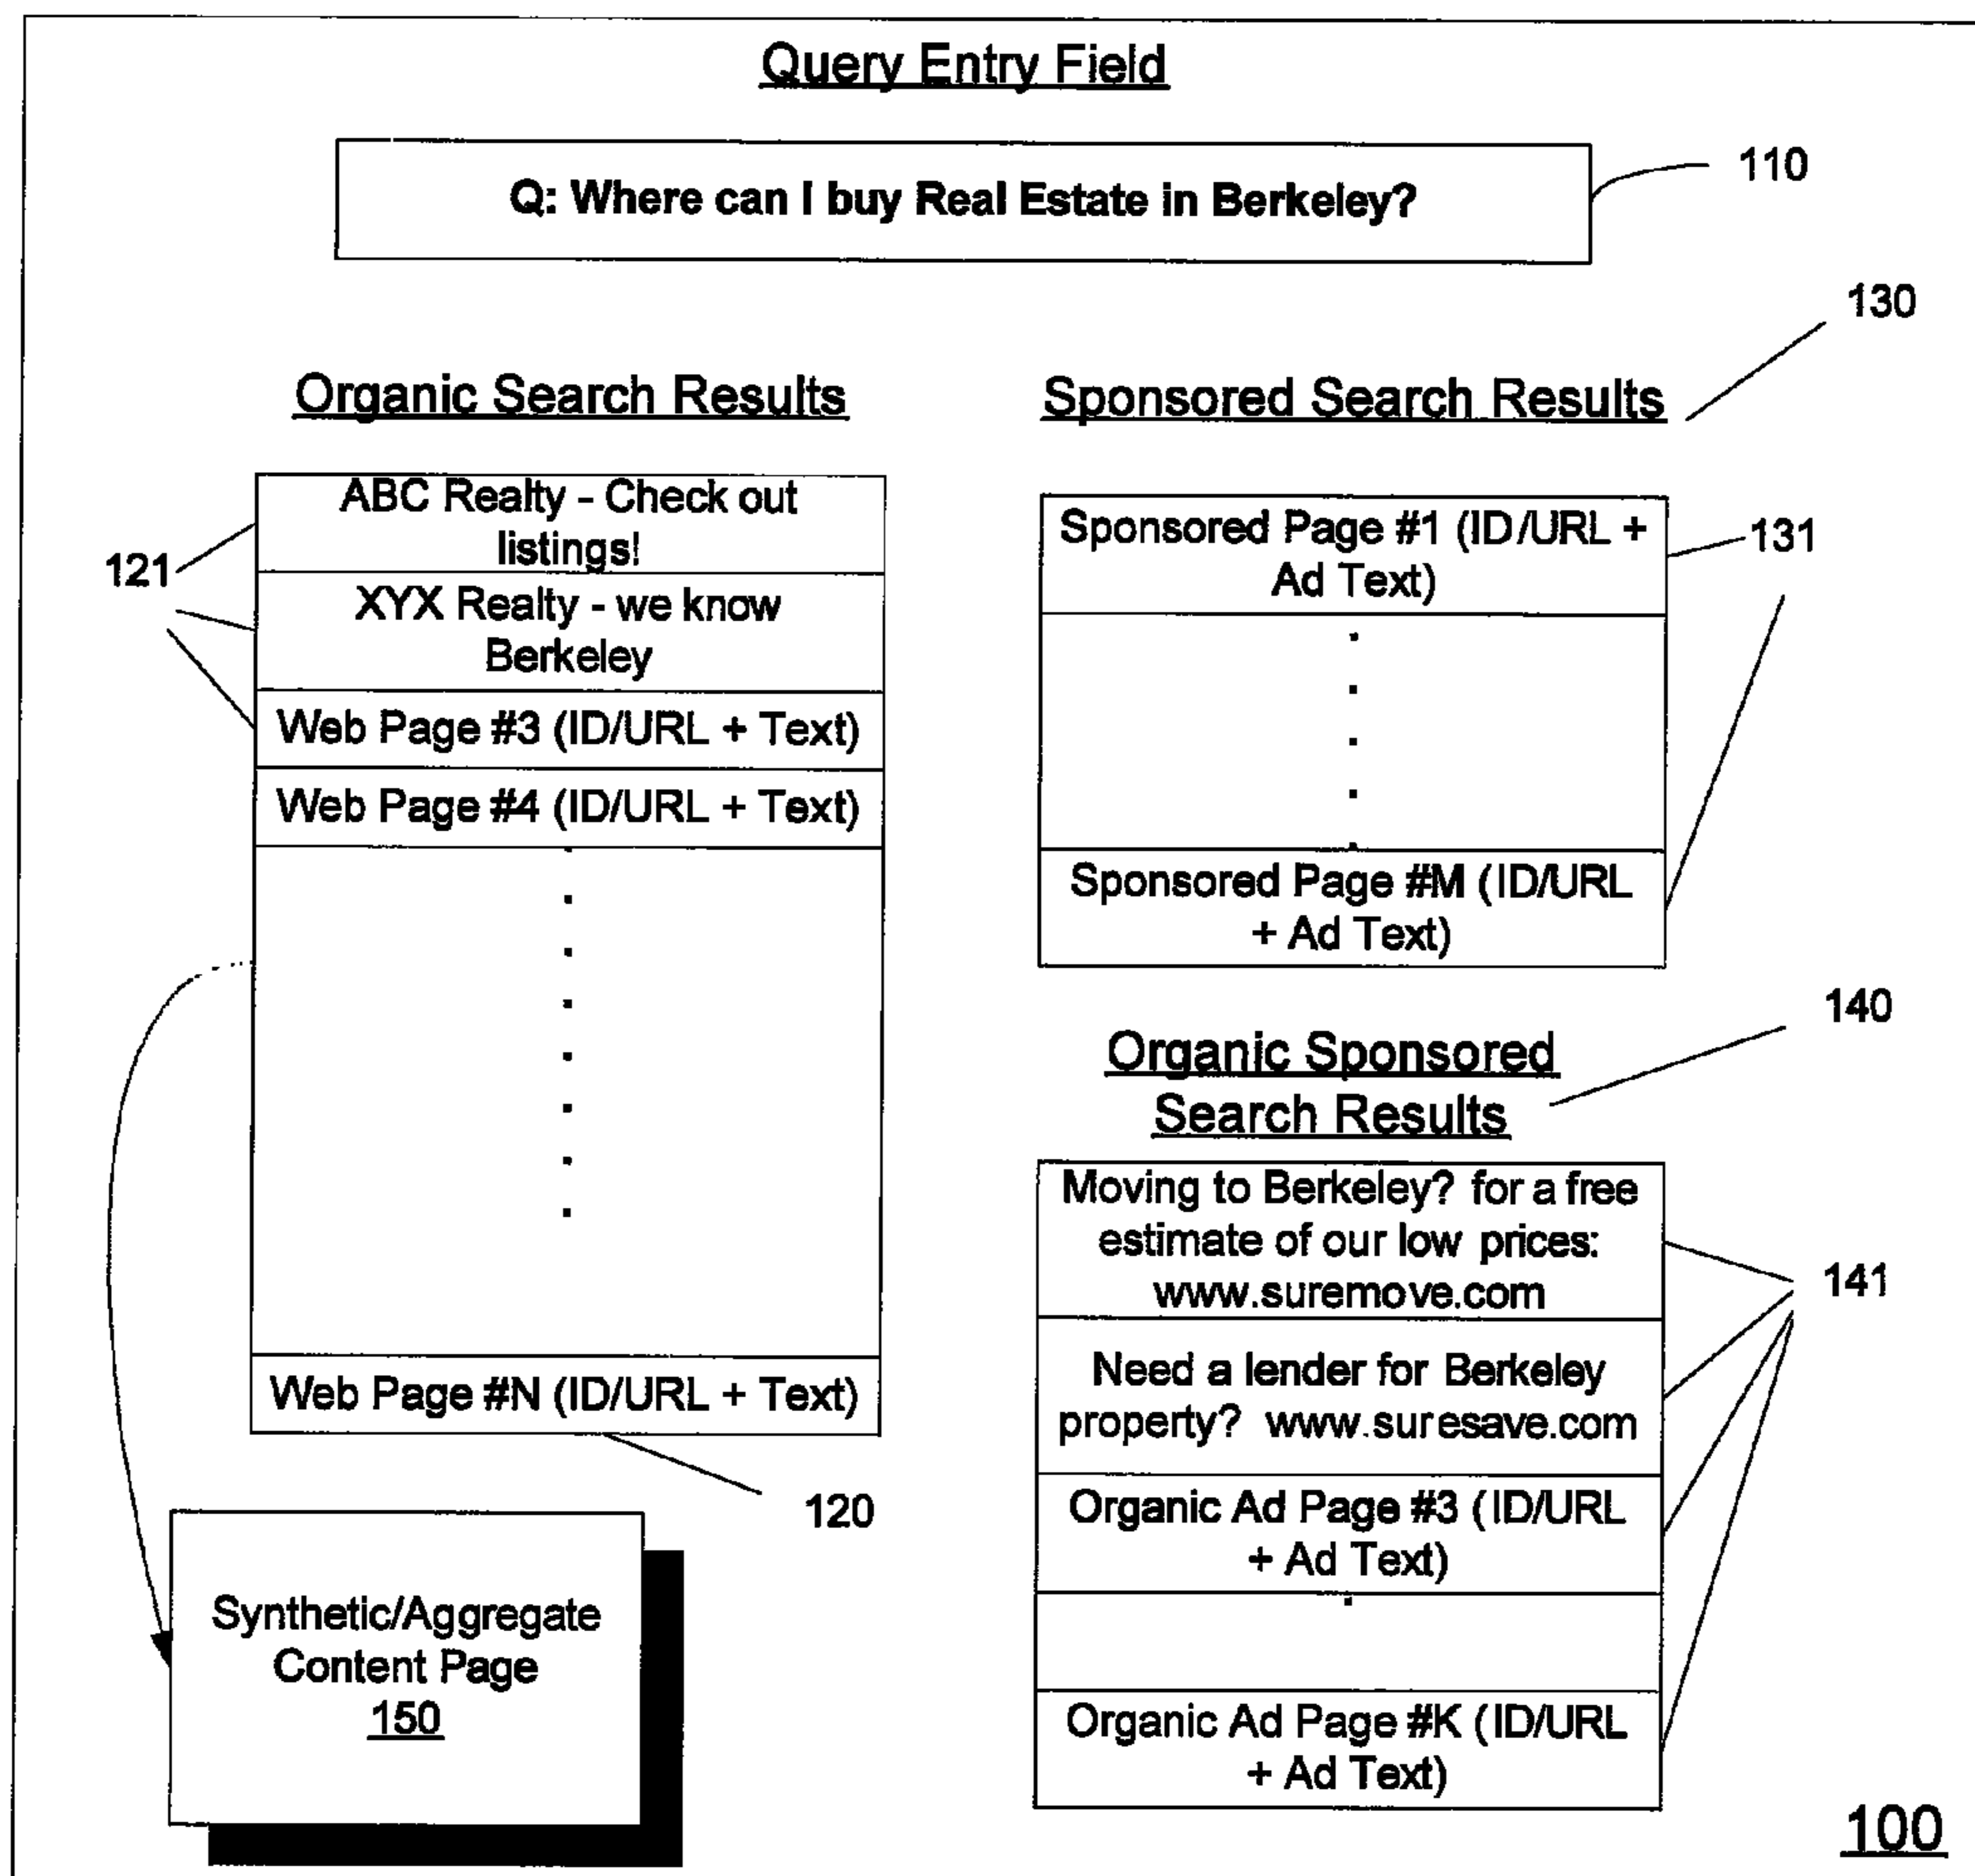 Query Entry Field
Q: Where can I buy Real Estate in Berkeley?
110
130
Organic Search Results
ABC Realty - Check out
listings!
121
XYX Realty - we know
Berkeley
Web Page #3 (ID/URL + Text)
Web Page #4 (ID/URL + Text)
Web Page #N (ID/URL + Text)
120
Sponsored Search Results
Sponsored Page #1 (ID/URL +
Ad Text)
131
Sponsored Page #M (ID/URL
+ Ad Text)
140
Organic Sponsored
Search Results
Moving to Berkeley? for a free
estimate of our low prices:
www.suremove.com
141
Need a lender for Berkeley
property? www.suresave.com
Organic Ad Page #3 (ID/URL
+ Ad Text)
Organic Ad Page #K (ID/URL
+ Ad Text)
Synthetic/Aggregate
Content Page
150
100